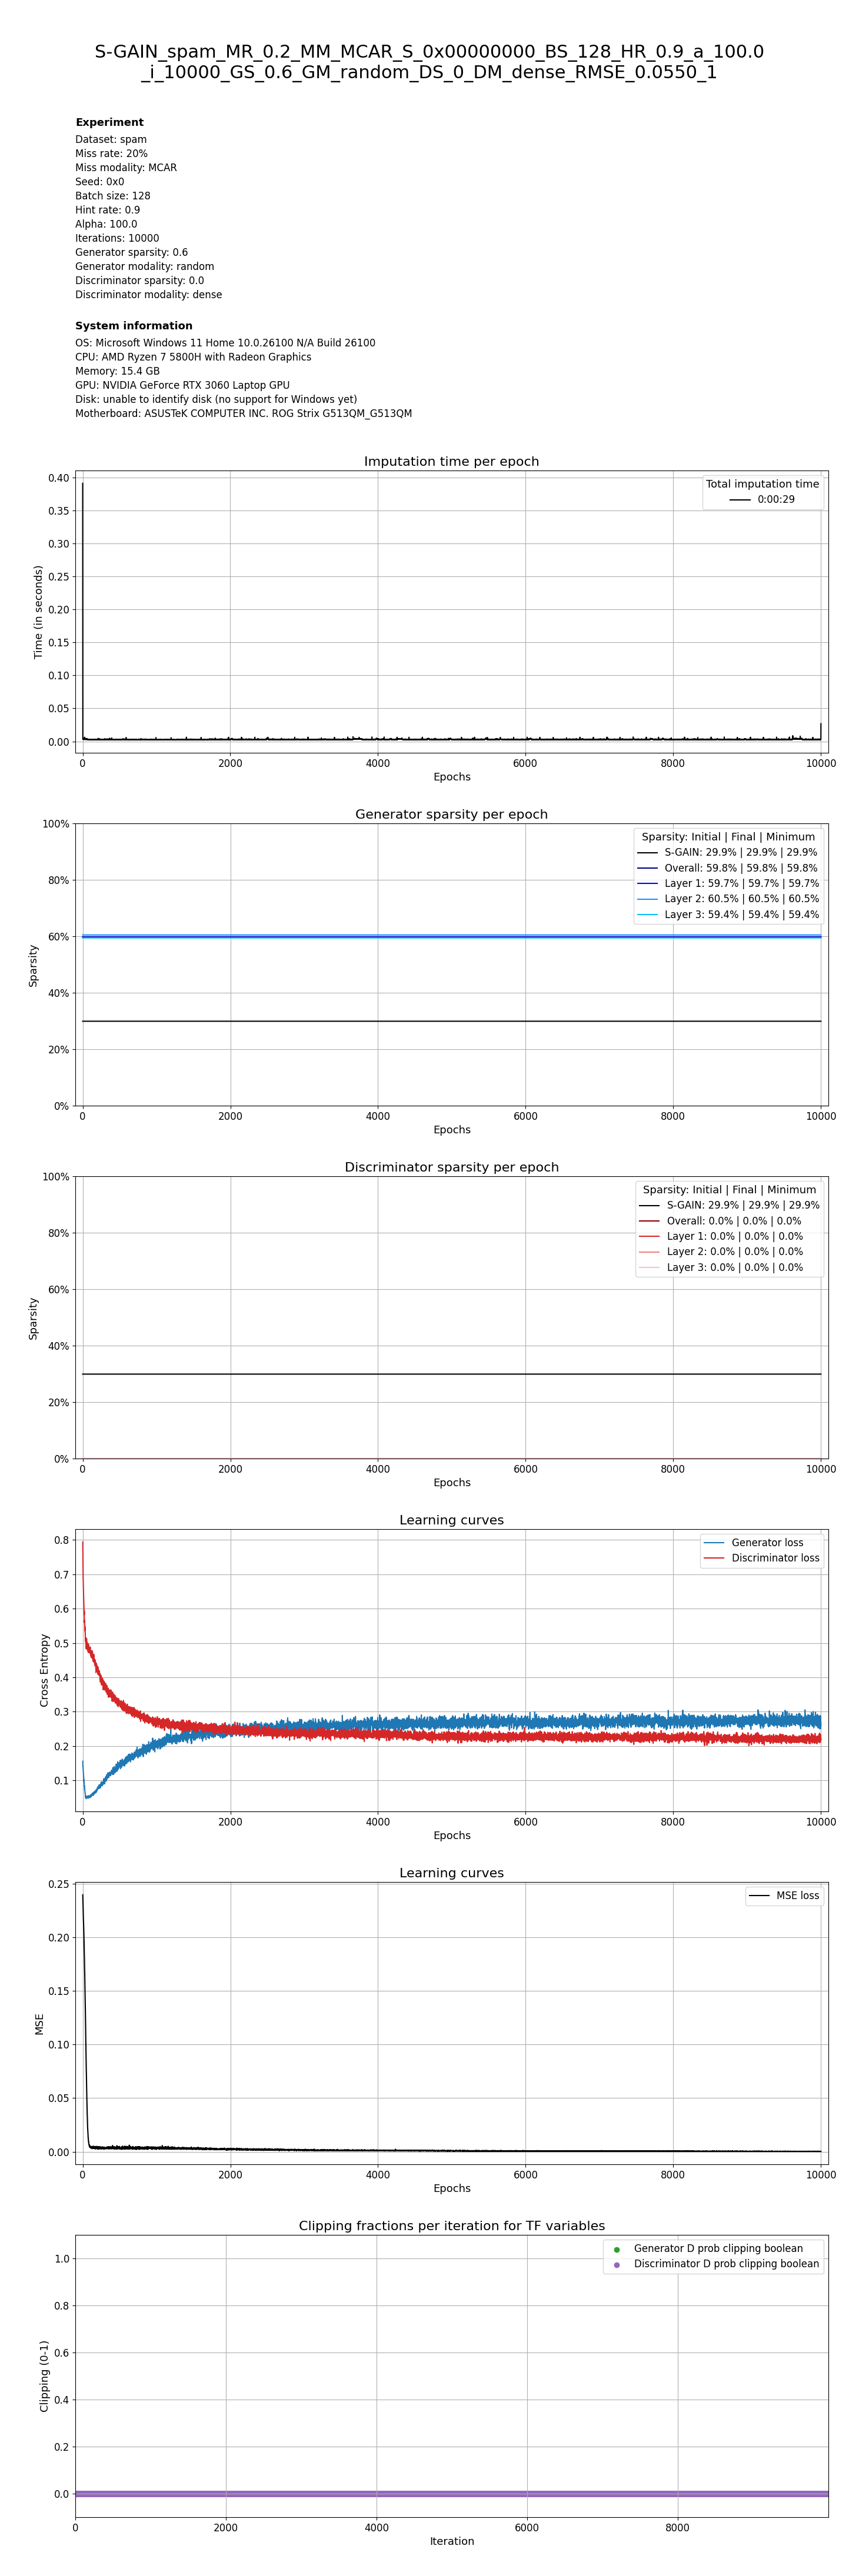 S-GAIN_spam_MR_0.2_MM_MCAR_S_0x00000000_BS_128_HR_0.9_a_100.0
_i_10000_GS_0.6_GM_random_DS_0_DM_dense_RMSE_0.0550_1
Experiment
Dataset: spam
Miss rate: 20%
Miss modality: MCAR
Seed: 0x0
Batch size: 128
Hint rate: 0.9
Alpha: 100.0
Iterations: 10000
Generator sparsity: 0.6
Generator modality: random
Discriminator sparsity: 0.0
Discriminator modality: dense
System information
OS: Microsoft Windows 11 Home 10.0.26100 N/A Build 26100
CPU: AMD Ryzen 7 5800H with Radeon Graphics
Memory: 15.4 GB
GPU: NVIDIA GeForce RTX 3060 Laptop GPU
Disk: unable to identify disk (no support for Windows yet)
Motherboard: ASUSTeK COMPUTER INC. ROG Strix G513QM_G513QM
Imputation time per epoch
Total imputation time
0:00:29
0.40
0.35
0.30
0.25
0.20
0.15
0.10
0.05
0.00
Time (in seconds)
0 2000 4000 6000 8000 10000
Epochs
Generator sparsity per epoch
Sparsity: Initial | Final | Minimum
S-GAIN: 29.9% | 29.9% | 29.9%
Overall: 59.8% | 59.8% | 59.8%
Layer 1: 59.7% | 59.7% | 59.7%
Layer 2: 60.5% | 60.5% | 60.5%
Layer 3: 59.4% | 59.4% | 59.4%
100%
80%
60%
40%
20%
0%
Sparsity
0 2000 4000 6000 8000 10000
Epochs
Discriminator sparsity per epoch
Sparsity: Initial | Final | Minimum
S-GAIN: 29.9% | 29.9% | 29.9%
Overall: 0.0% | 0.0% | 0.0%
Layer 1: 0.0% | 0.0% | 0.0%
Layer 2: 0.0% | 0.0% | 0.0%
Layer 3: 0.0% | 0.0% | 0.0%
100%
80%
60%
40%
20%
0%
Sparsity
0 2000 4000 6000 8000 10000
Epochs
Learning curves
Generator loss
Discriminator loss
0.8
0.7
0.6
0.5
0.4
0.3
0.2
0.1
Cross Entropy
0 2000 4000 6000 8000 10000
Epochs
Learning curves
MSE loss
0.25
0.20
0.15
0.10
0.05
0.00
MSE
0 2000 4000 6000 8000 10000
Epochs
Clipping fractions per iteration for TF variables
Generator D prob clipping boolean
Discriminator D prob clipping boolean
1.0
0.8
0.6
0.4
0.2
0.0
Clipping (0-1)
0 2000 4000 6000 8000
Iteration